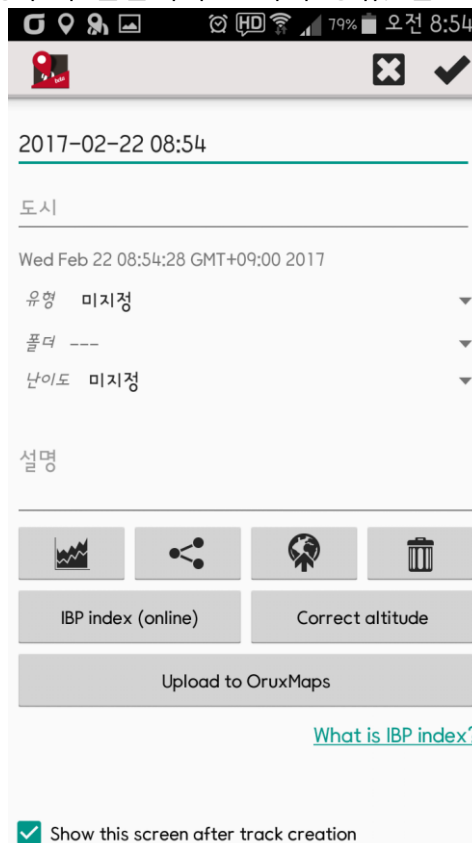 HD 79% 오전 8:54
beta
2017-02-22 08:54
도시
Wed Feb 22 08:54:28 GMT+09:00 2017
유형 미지정
폴더 ---
난이도 미지정
설명
IBP index (online) Correct altitude
Upload to OruxMaps
What is IBP index?
Show this screen after track creation